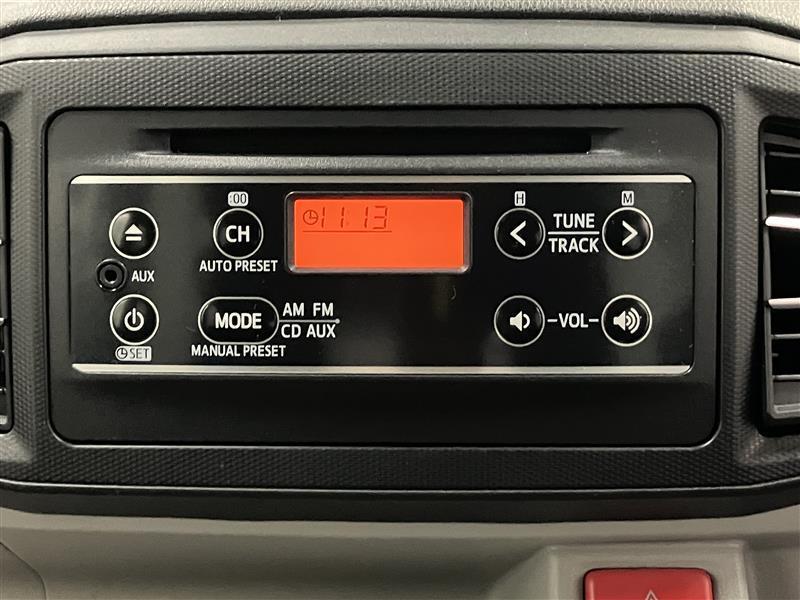 :00
H
M
11:13
CH
TUNE
TRACK
AUTO PRESET
AUX
MODE
AM FM
CD AUX
VOL
SET
MANUAL PRESET